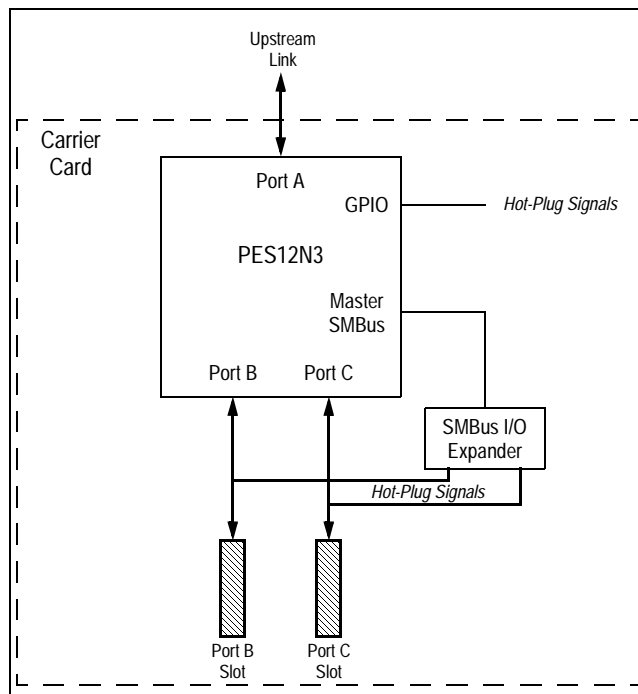 Upstream
Link
Carrier
Card
Port A
GPIO
Hot-Plug Signals
PES12N3
Master
SMBus
Port B
Port C
SMBus I/O
Expander
Hot-Plug Signals
Port B
Slot
Port C
Slot